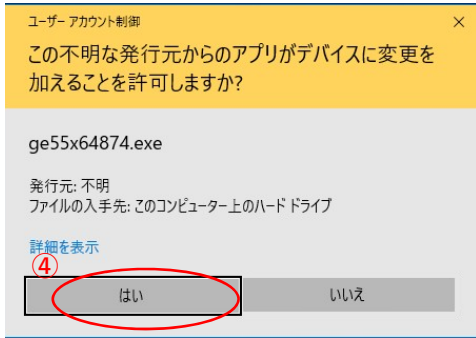 ユーザー アカウント制御
この不明な発行元からのアプリがデバイスに変更を
加えることを許可しますか?
ge55x64874.exe
発行元: 不明
ファイルの入手先: このコンピューター上のハード ドライブ
詳細を表示
④
はい
いいえ